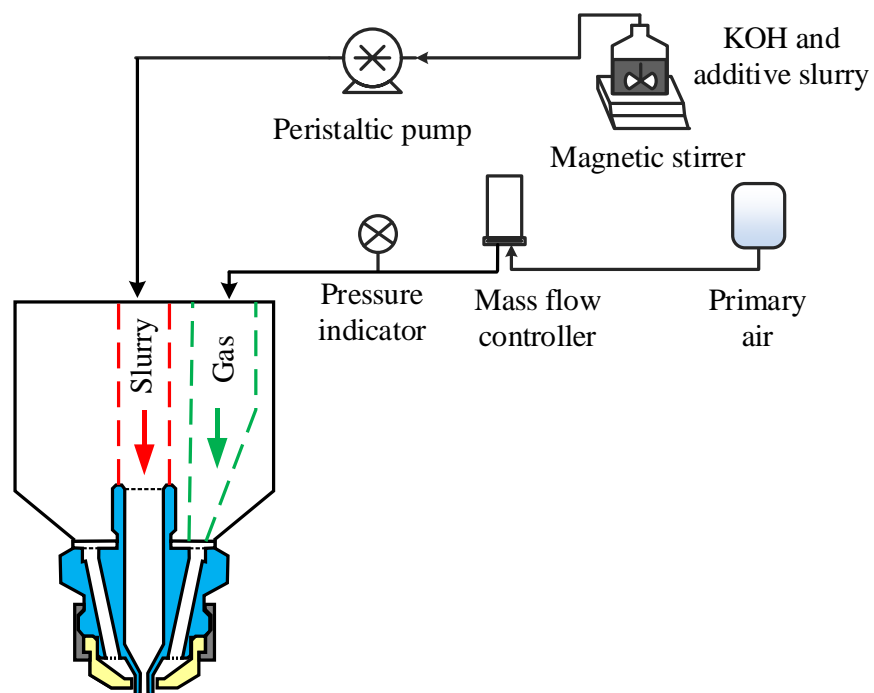 KOH and
additive slurry
Peristaltic pump
Magnetic stirrer
Pressure
indicator
Mass flow
controller
Primary
air
Slurry
Gas